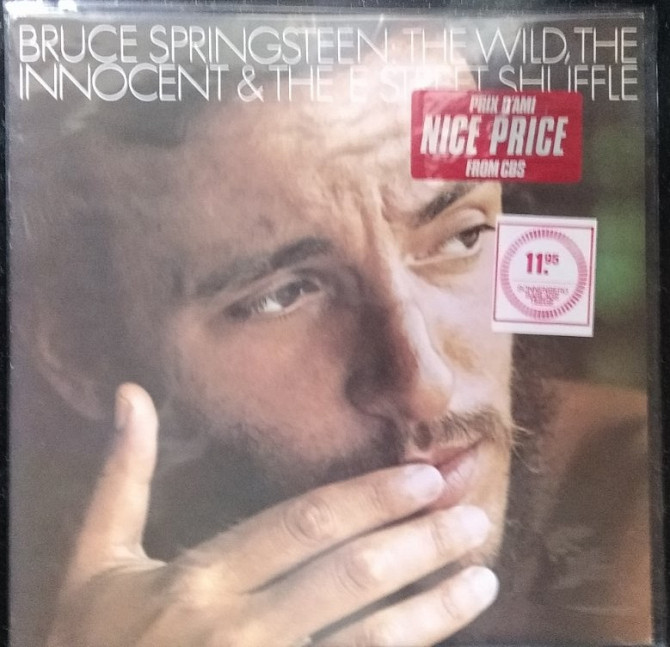 BRUCE SPRINGSTEEN: THE WILD, THE
INNOCENT & THE E STREET SHUFFLE
PRIX D'AMI
NICE PRICE
FROM CBS
11.95